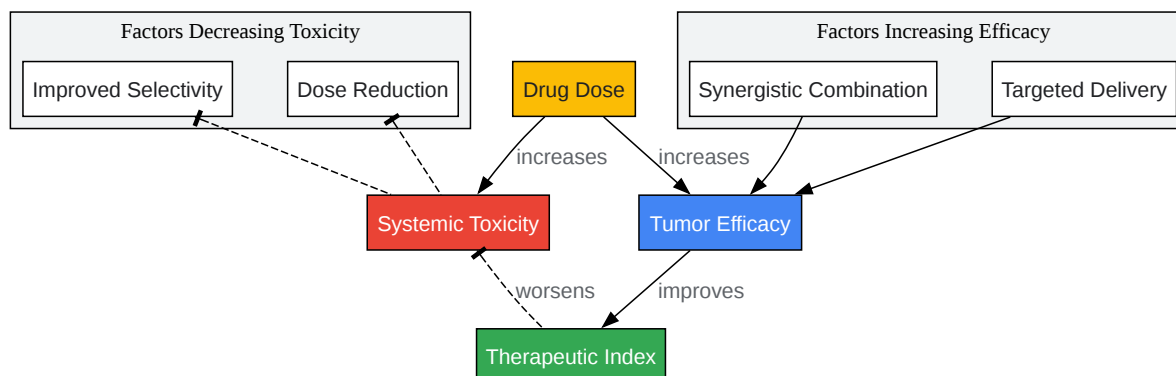 Factors Decreasing Toxicity
Factors Increasing Efficacy
Improved Selectivity
Dose Reduction
Drug Dose
Synergistic Combination
Targeted Delivery
increases
increases
Systemic Toxicity
Tumor Efficacy
worsens
improves
Therapeutic Index